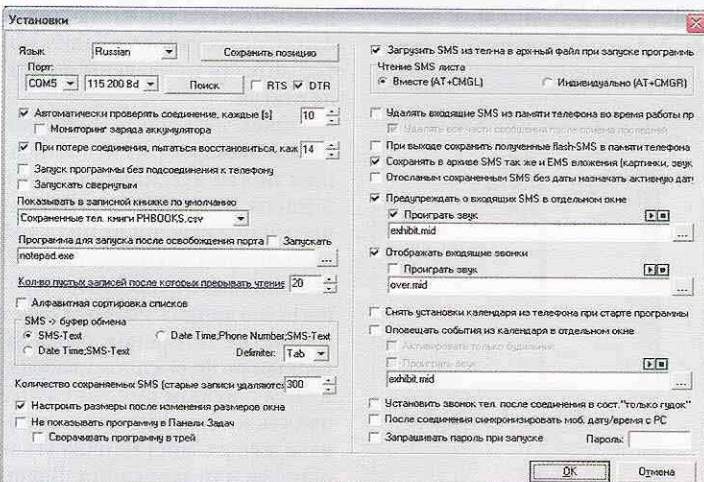 Установки
Язык Russian Сохранить позицию
Порт:
COM5 115 200 Bd Поиск RTS DTR
Автоматически проверять соединение, каждые [s] 10
Мониторинг заряда аккумулятора
При потере соединения, пытаться восстановиться, каж 14
Запуск программы без подсоединения к телефону
Запускать свернутым
Показывать в записной книжке по умолчанию
Сохраненные тел. книги PHBOOKS.csv
Программа для запуска после освобождения порта Запускать
notepad.exe ...
Кол-во пустых записей после которых прерывать чтение 20
Алфавитная сортировка списков
SMS -> буфер обмена
SMS-Text Date Time;Phone Number;SMS-Text
Date Time;SMS-Text Delimiter: Tab
Количество сохраняемых SMS (старые записи удаляются 300
Настроить размеры после изменения размеров окна
Не показывать программу в Панели Задач
Сворачивать программу в трей
Загрузить SMS из тел-на в арх-ный файл при запуске программь
Чтение SMS листа
Вместе (AT+CMGL) Индивидуально (AT+CMGR)
Удалять входящие SMS из памяти телефона во время работы пр
Удалять все части сообщения после приема последней
При выходе сохранить полученные flash-SMS в памяти телефона
Сохранять в архиве SMS так же и EMS вложения (картинки, звук
Отосланым сохраненным SMS без даты назначать активную дат
Предупреждать о входящих SMS в отдельном окне
Проиграть звук
exhibit.mid ...
Отображать входящие звонки
Проиграть звук
over.mid ...
Снять установки календаря из телефона при старте программы
Оповещать события из календаря в отдельном окне
Активировать только будильник
Проиграть звук
exhibit.mid ...
Установить звонок тел. после соединения в сост."только гудок"
После соединения синхронизировать моб. дату/время с PC
Запрашивать пароль при запуске Пароль:
OK Отмена